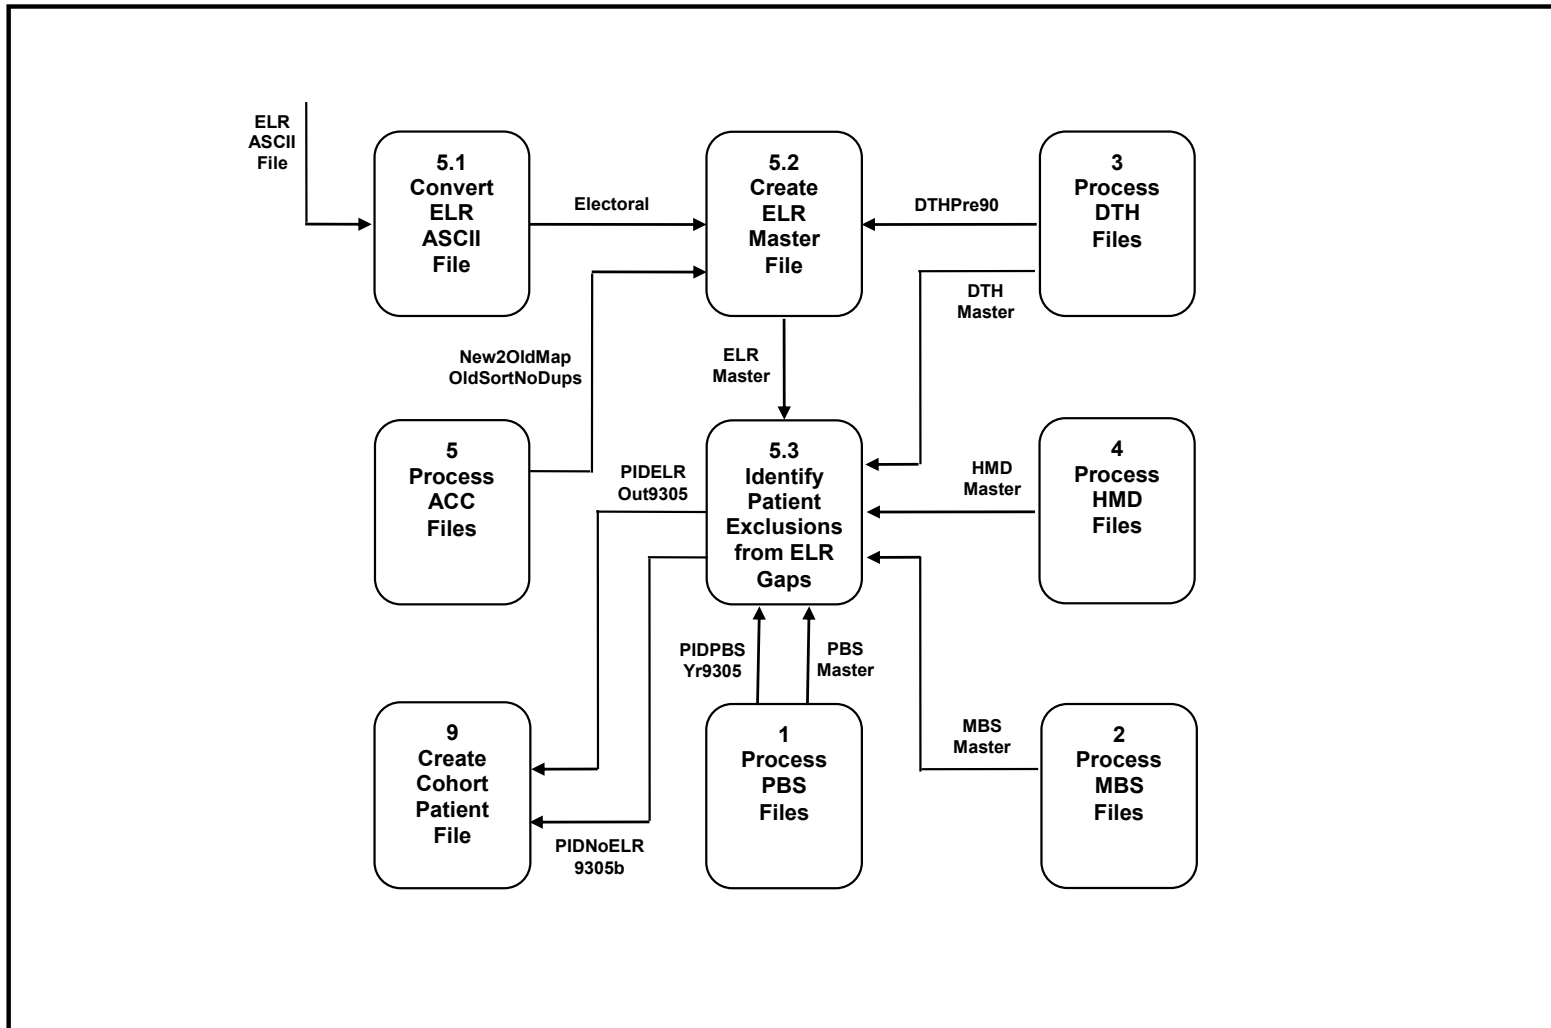 ELR
ASCII
File
5.1
Convert
ELR
ASCII
File
Electoral
5.2
Create
ELR
Master
File
DTHPre90
3
Process
DTH
Files
DTH
Master
New2OldMap
OldSortNoDups
ELR
Master
5
Process
ACC
Files
PIDELR
Out9305
5.3
Identify
Patient
Exclusions
from ELR
Gaps
HMD
Master
4
Process
HMD
Files
PIDPBS
Yr9305
PBS
Master
9
Create
Cohort
Patient
File
PIDNoELR
9305b
1
Process
PBS
Files
MBS
Master
2
Process
MBS
Files